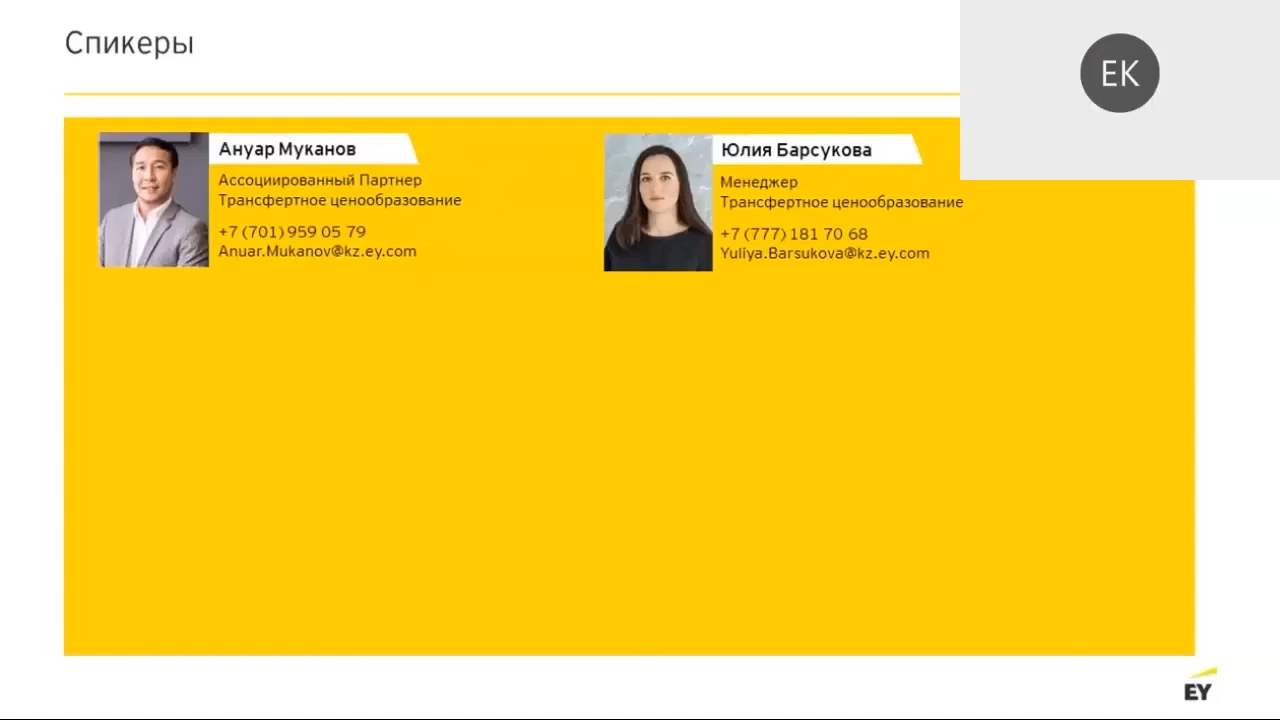 Спикеры
EK
Ануар Муканов
Ассоциированный Партнер
Трансфертное ценообразование
+7 (701) 959 05 79
Anuar.Mukanov@kz.ey.com
Юлия Барсукова
Менеджер
Трансфертное ценообразование
+7 (777) 181 70 68
Yuliya.Barsukova@kz.ey.com
EY